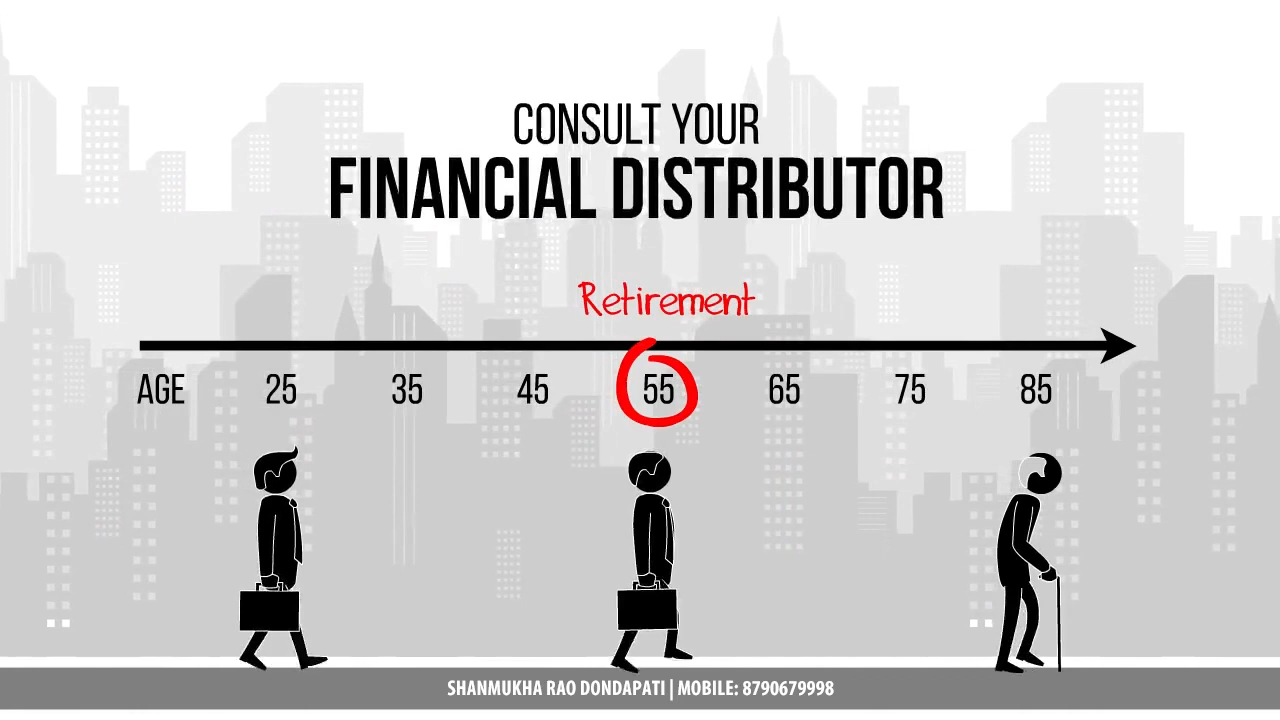 CONSULT YOUR
FINANCIAL DISTRIBUTOR
Retirement
AGE 25 35 45 55 65 75 85
SHANMUKHA RAO DONDAPATI | MOBILE: 8790679998